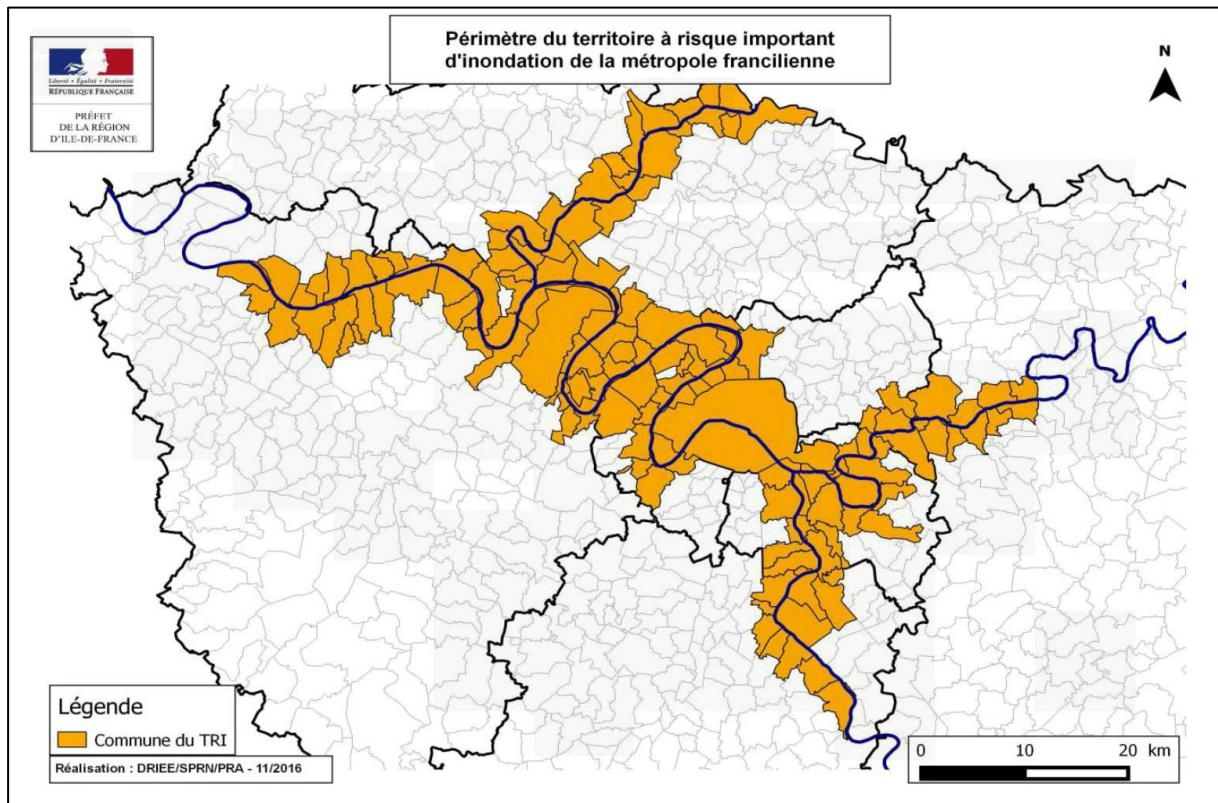 Périmètre du territoire à risque important
d'inondation de la métropole francilienne
N
Liberté • Égalité • Fraternité
RÉPUBLIQUE FRANÇAISE
PRÉFET
DE LA RÉGION
D'ILE-DE-FRANCE
Légende
Commune du TRI
Réalisation : DRIEE/SPRN/PRA - 11/2016
0 10 20 km